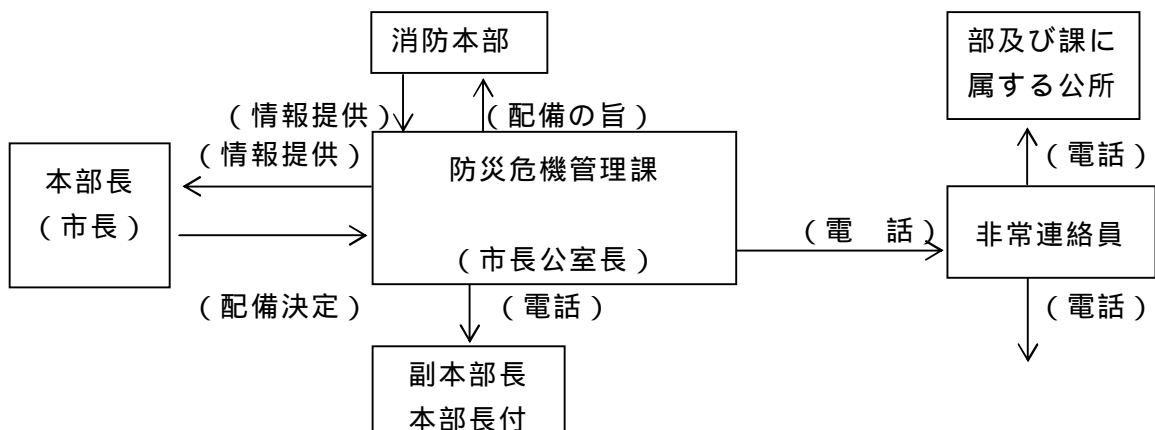 消防本部
部及び課に
属する公所
（情報提供）
（配備の旨）
（情報提供）
（電話）
本部長
（市長）
防災危機管理課
（電　話）
非常連絡員
（市長公室長）
（配備決定）
（電話）
（電話）
副本部長
本部長付